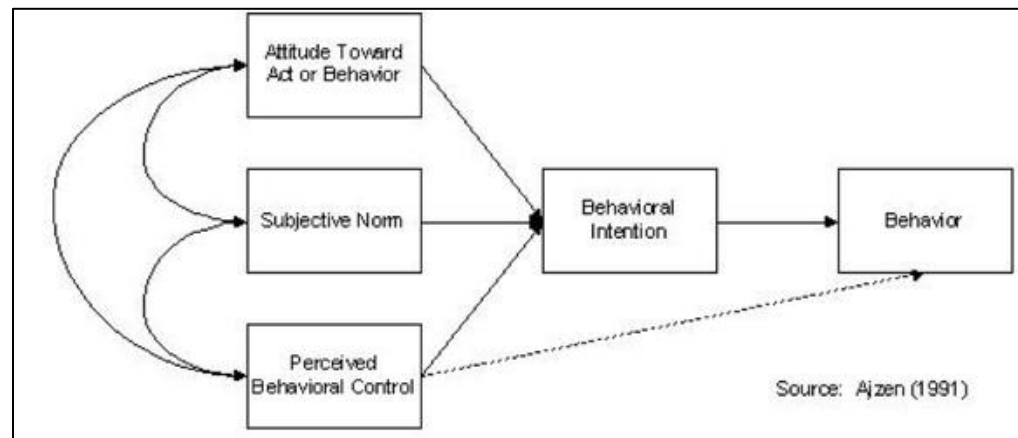 Attitude Toward
Act or Behavior
Subjective Norm
Behavioral
Intention
Behavior
Perceived
Behavioral Control
Source: Ajzen (1991)